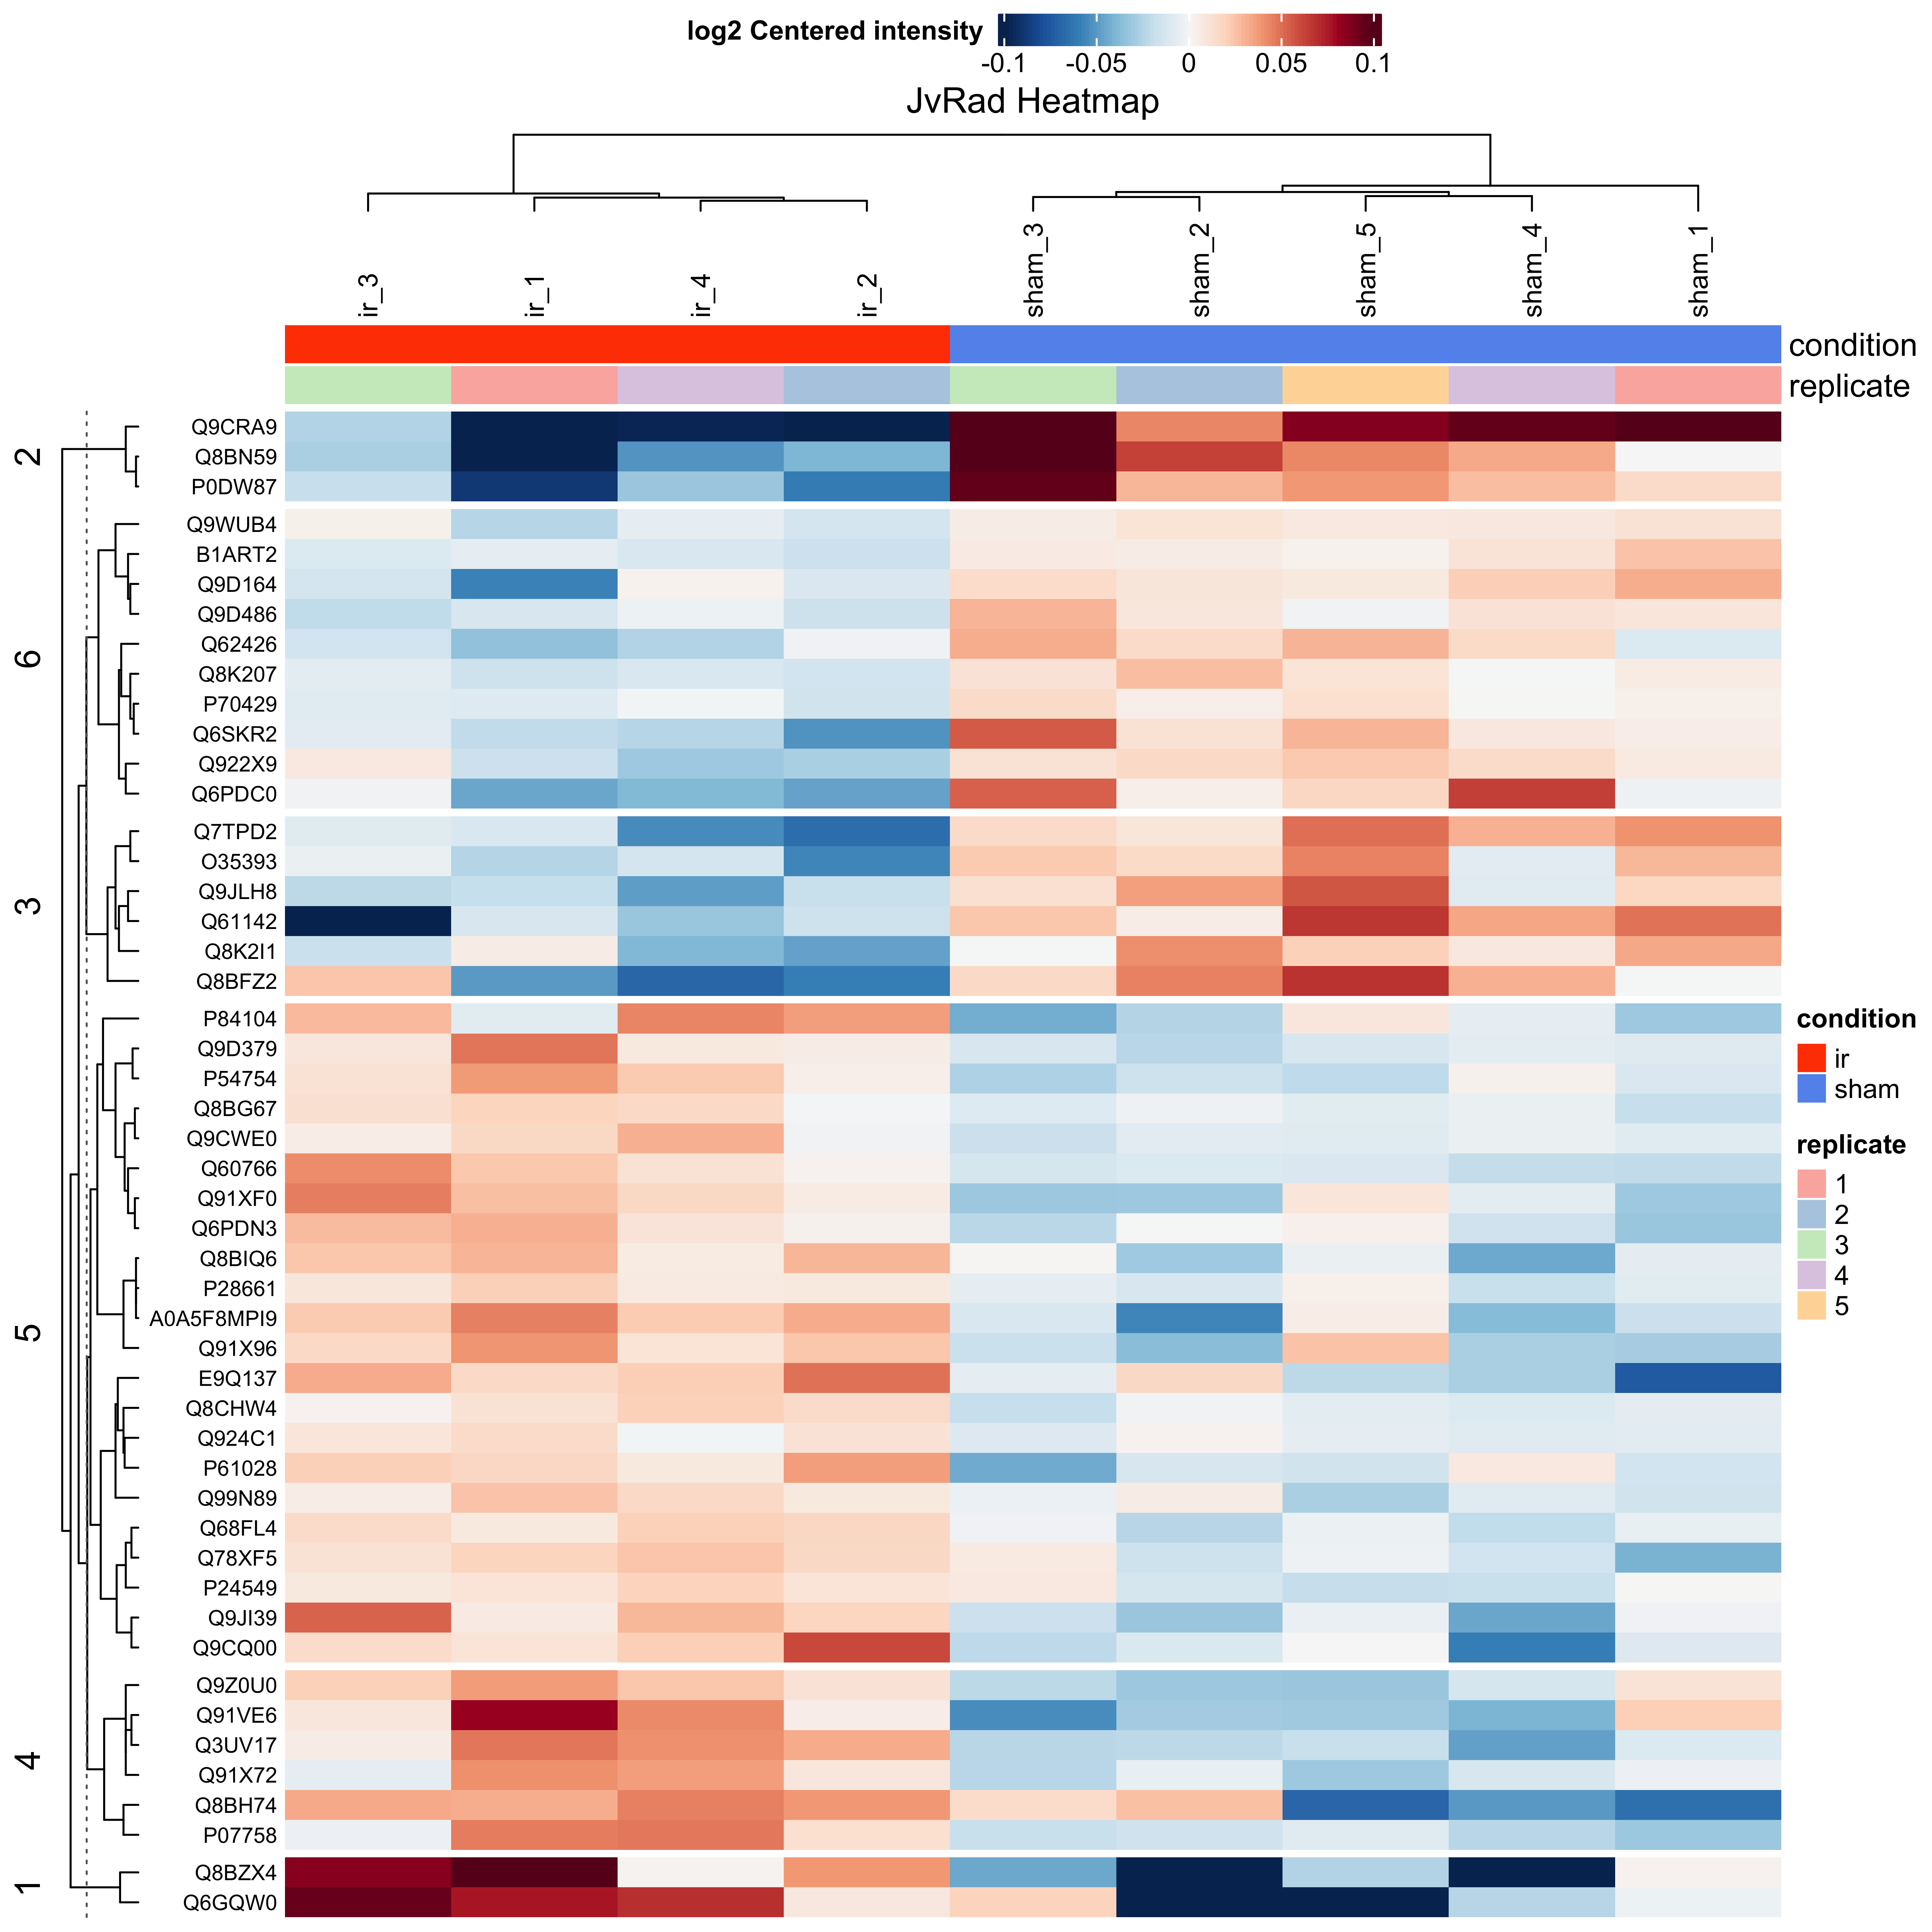 log2 Centered intensity
-0.1 -0.05 0 0.05 0.1
JvRad Heatmap
ir_3 ir_1 ir_4 ir_2 sham_3 sham_2 sham_5 sham_4 sham_1
condition
replicate
2
Q9CRA9
Q8BN59
P0DW87
6
Q9WUB4
B1ART2
Q9D164
Q9D486
Q62426
Q8K207
P70429
Q6SKR2
Q922X9
Q6PDC0
3
Q7TPD2
O35393
Q9JLH8
Q61142
Q8K2I1
Q8BFZ2
5
P84104
Q9D379
P54754
Q8BG67
Q9CWE0
Q60766
Q91XF0
Q6PDN3
Q8BIQ6
P28661
A0A5F8MPI9
Q91X96
E9Q137
Q8CHW4
Q924C1
P61028
Q99N89
Q68FL4
Q78XF5
P24549
Q9JI39
Q9CQ00
4
Q9Z0U0
Q91VE6
Q3UV17
Q91X72
Q8BH74
P07758
1
Q8BZX4
Q6GQW0
condition
ir
sham
replicate
1
2
3
4
5